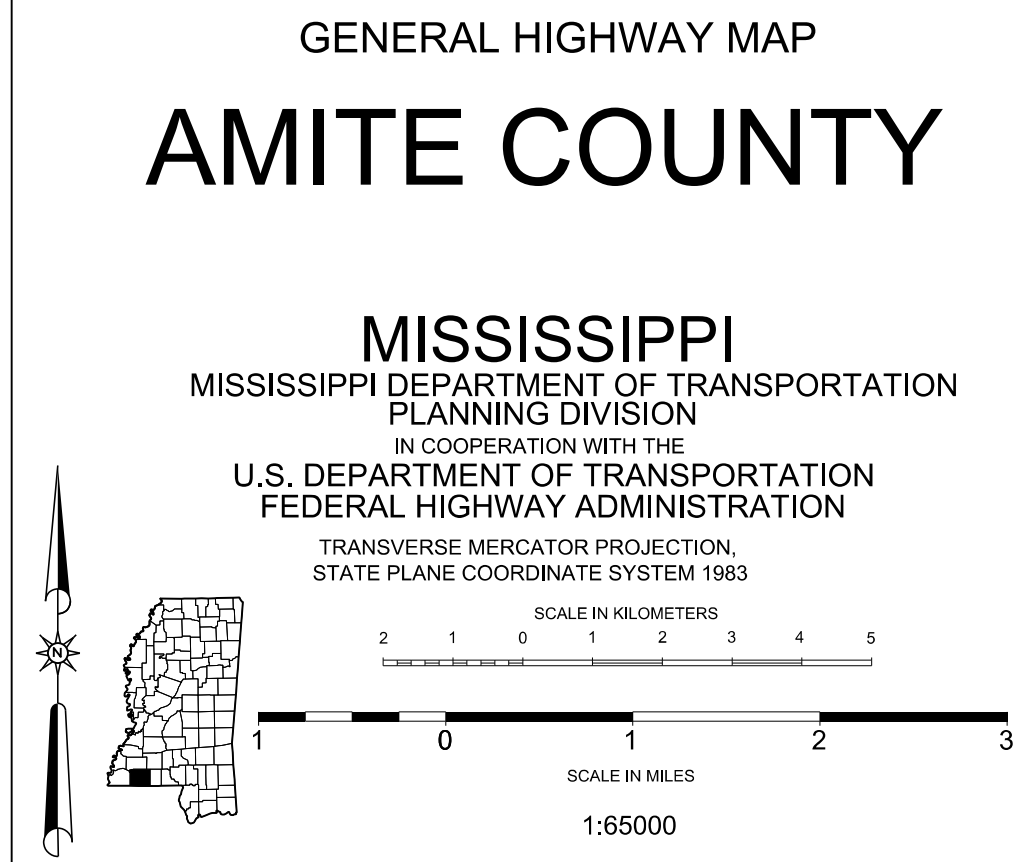 GENERAL HIGHWAY MAP
AMITE COUNTY
MISSISSIPPI
MISSISSIPPI DEPARTMENT OF TRANSPORTATION
PLANNING DIVISION
IN COOPERATION WITH THE
U.S. DEPARTMENT OF TRANSPORTATION
FEDERAL HIGHWAY ADMINISTRATION
TRANSVERSE MERCATOR PROJECTION,
STATE PLANE COORDINATE SYSTEM 1983
SCALE IN KILOMETERS
2 1 0 1 2 3 4 5
N
1 0 1 2 3
SCALE IN MILES
1:65000